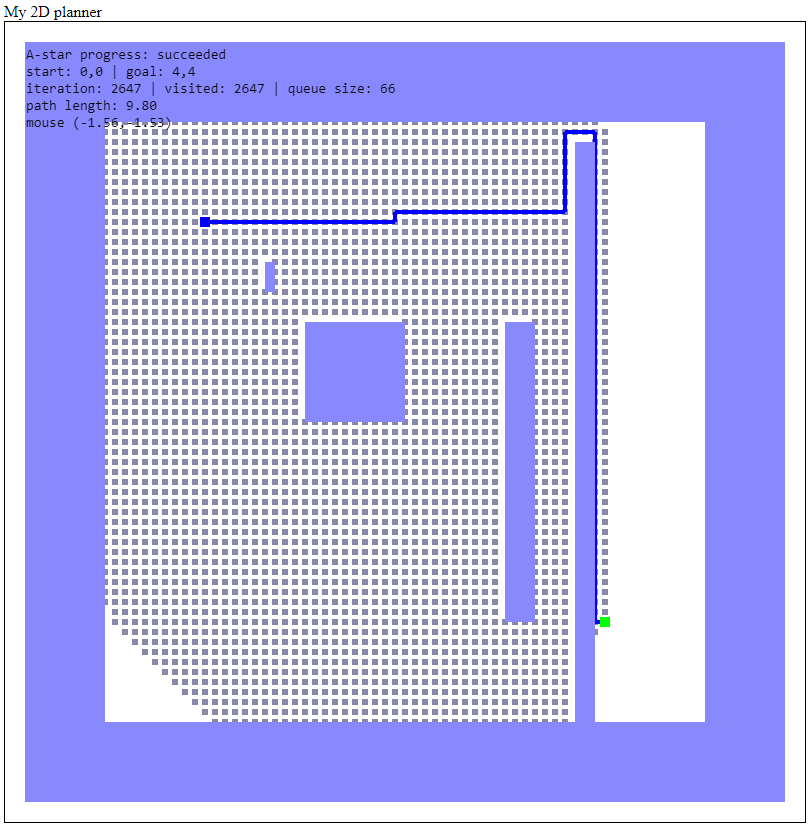 My 2D planner
A-star progress: succeeded
start: 0,0 | goal: 4,4
iteration: 2647 | visited: 2647 | queue size: 66
path length: 9.80
mouse (-1.56,-1.53)